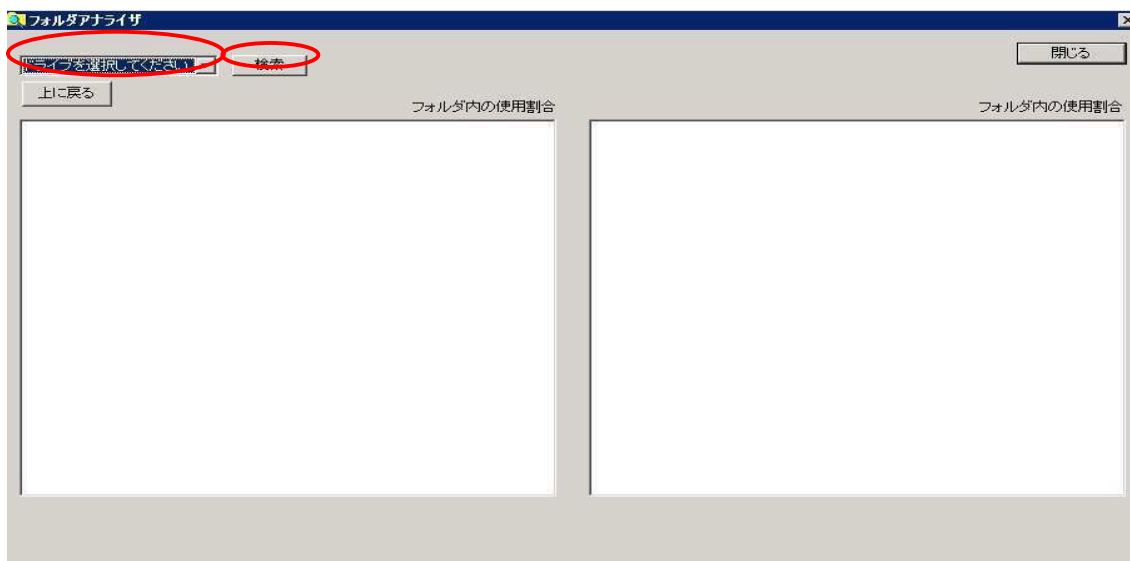 フォルダアナライザ
閉じる
ドライブを選択してください 検索
上に戻る
フォルダ内の使用割合 フォルダ内の使用割合